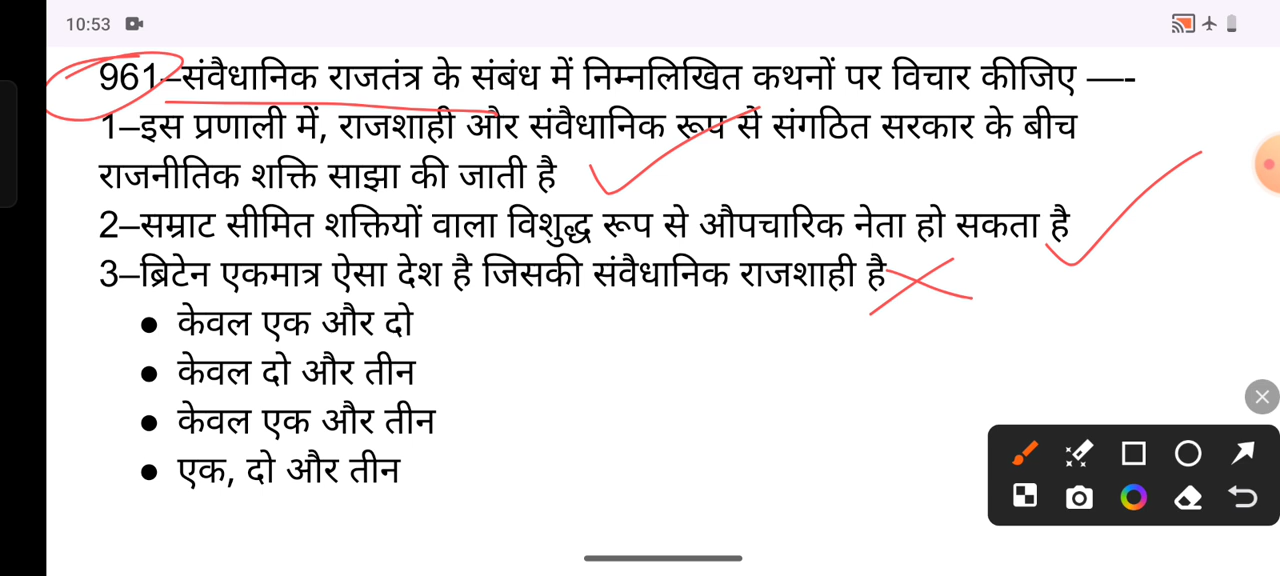 10:53
961–संवैधानिक राजतंत्र के संबंध में निम्नलिखित कथनों पर विचार कीजिए —-
1–इस प्रणाली में, राजशाही और संवैधानिक रूप से संगठित सरकार के बीच
राजनीतिक शक्ति साझा की जाती है
2–सम्राट सीमित शक्तियों वाला विशुद्ध रूप से औपचारिक नेता हो सकता है
3–ब्रिटेन एकमात्र ऐसा देश है जिसकी संवैधानिक राजशाही है
● केवल एक और दो
● केवल दो और तीन
● केवल एक और तीन
● एक, दो और तीन